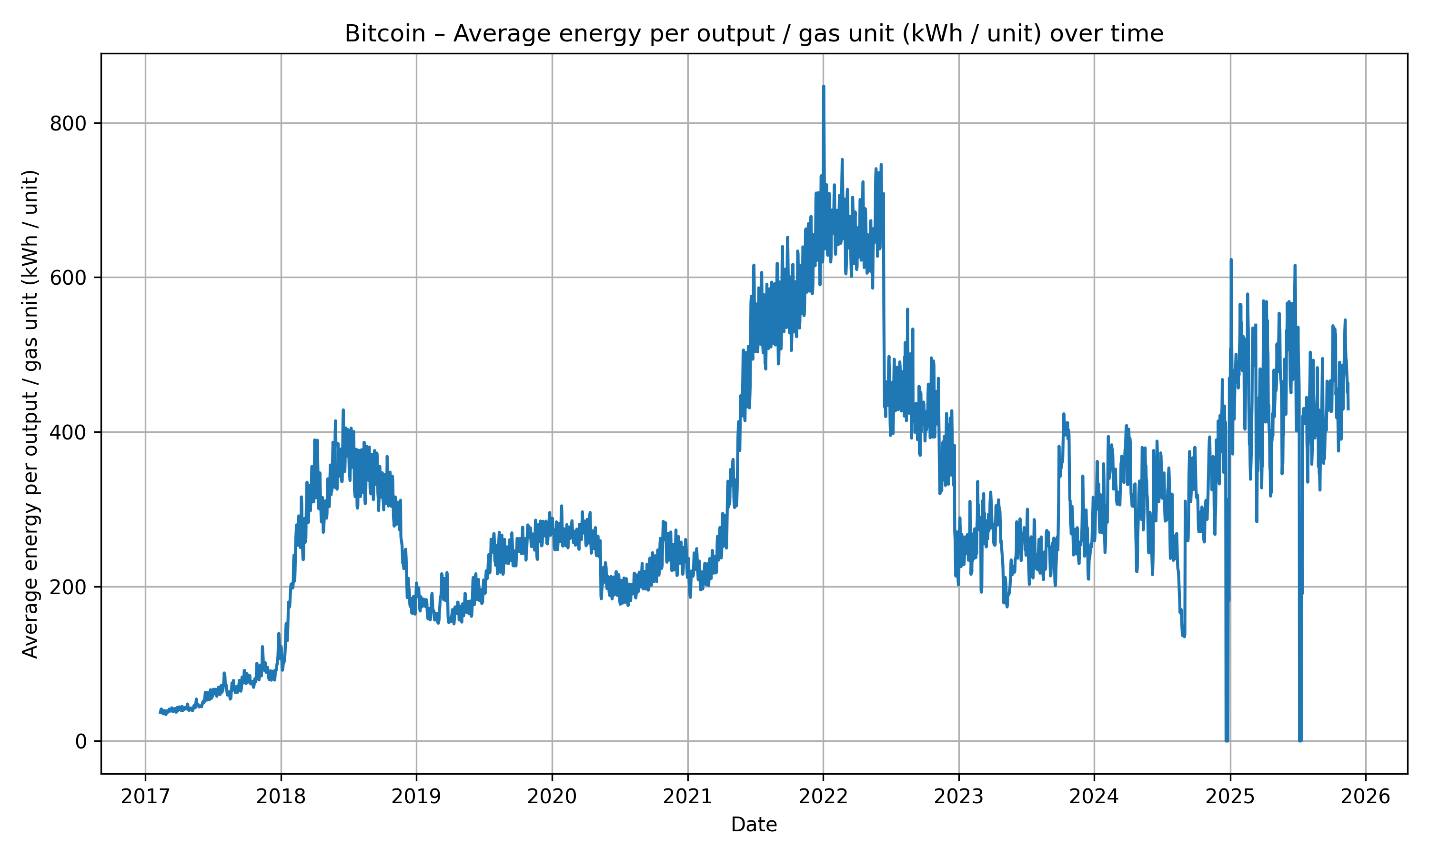 Bitcoin – Average energy per output / gas unit (kWh / unit) over time
Average energy per output / gas unit (kWh / unit)
800
600
400
200
0
2017 2018 2019 2020 2021 2022 2023 2024 2025 2026
Date